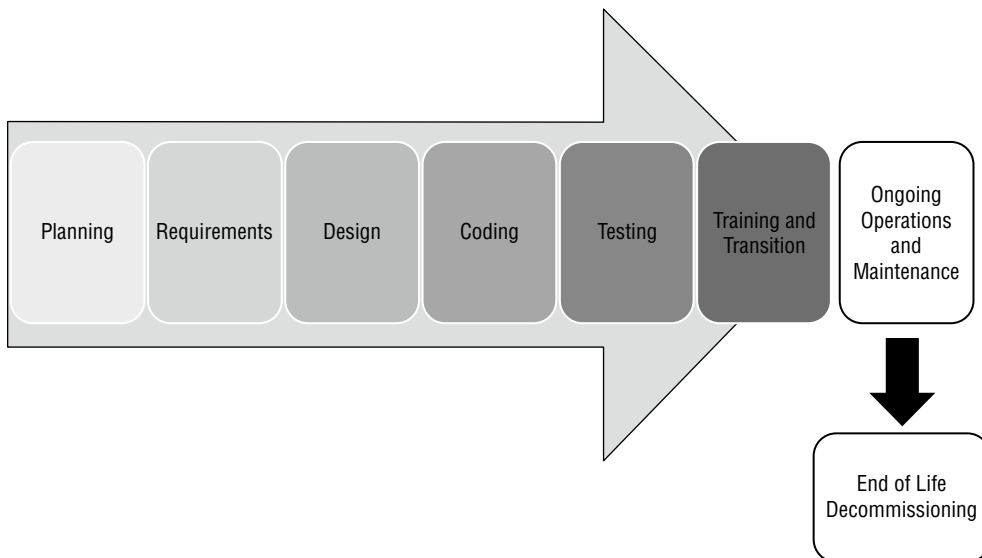 Planning
Requirements
Design
Coding
Testing
Training and
Transition
Ongoing
Operations
and
Maintenance
End of Life
Decommissioning